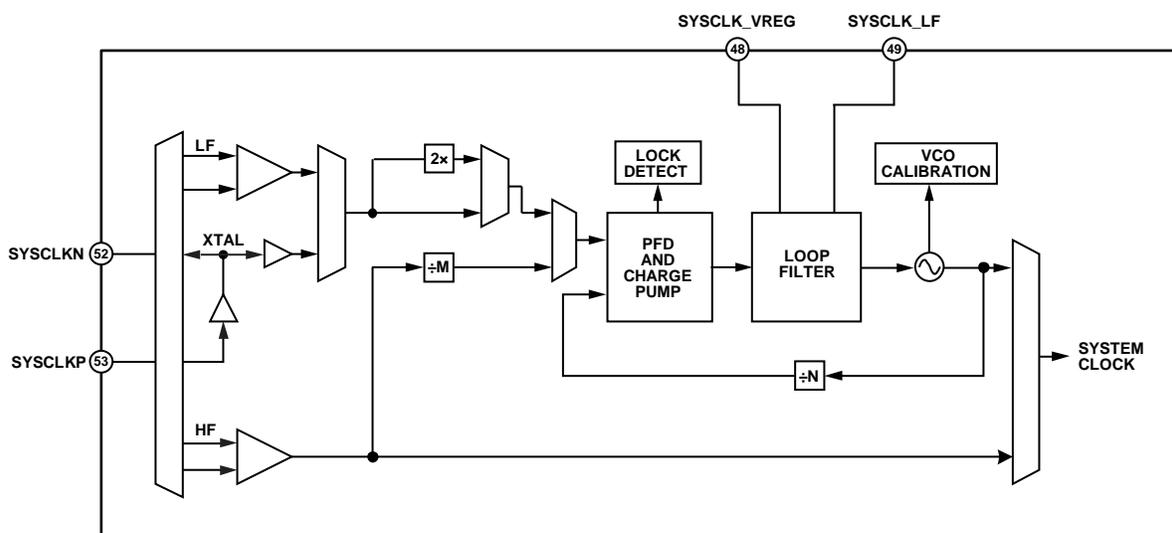 SYSCLK_VREG
SYSCLK_LF
48
49
LF
2×
LOCK
DETECT
VCO
CALIBRATION
SYSCLKN
52
XTAL
÷M
PFD
AND
CHARGE
PUMP
LOOP
FILTER
SYSCLKP
53
÷N
SYSTEM
CLOCK
HF